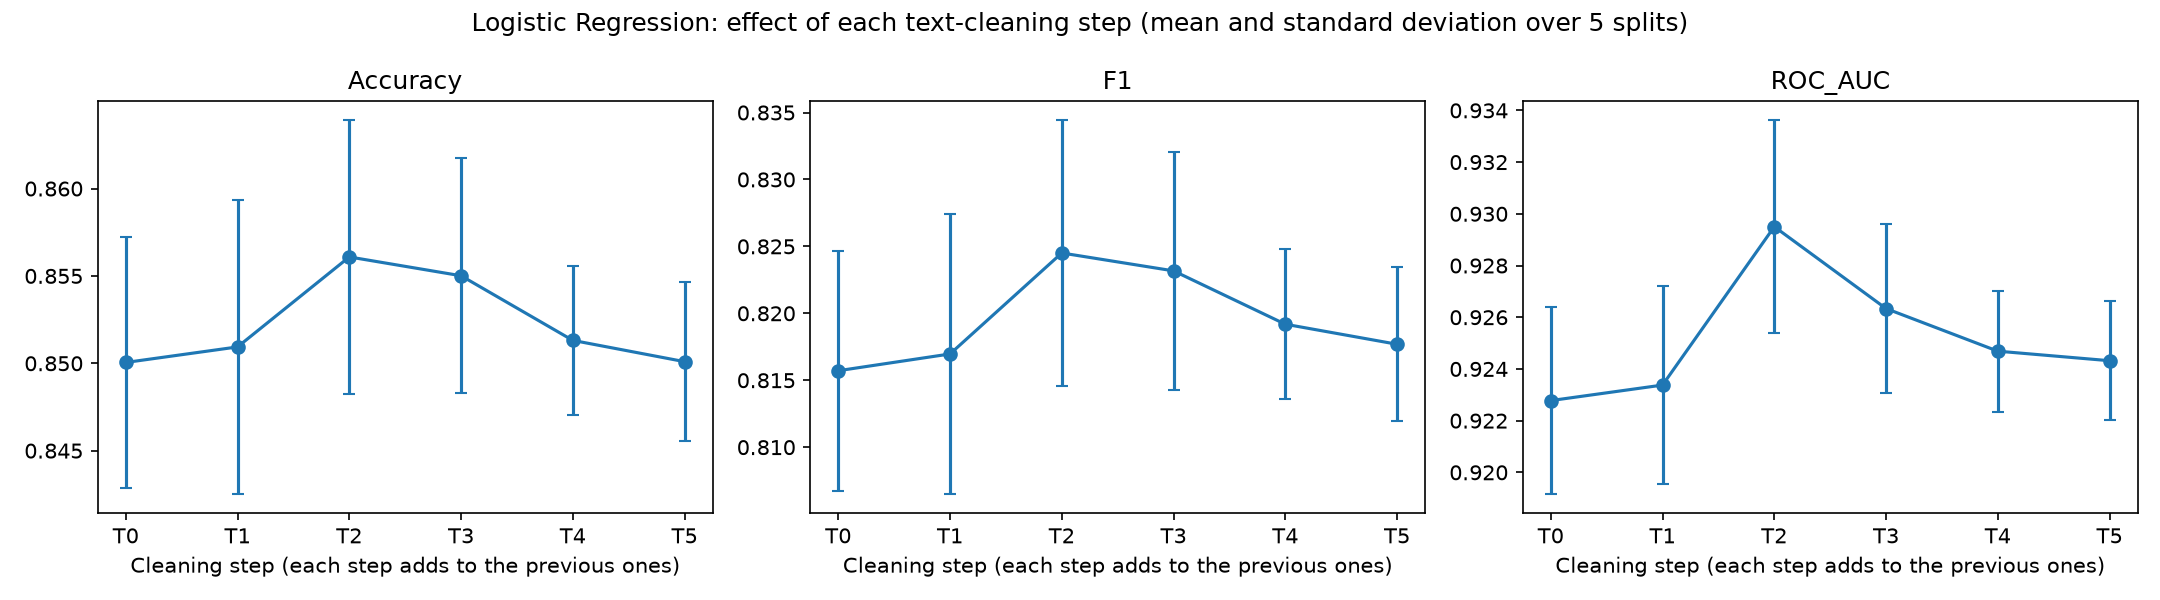 Logistic Regression: effect of each text-cleaning step (mean and standard deviation over 5 splits)
Accuracy
0.860
0.855
0.850
0.845
T0 T1 T2 T3 T4 T5
Cleaning step (each step adds to the previous ones)
F1
0.835
0.830
0.825
0.820
0.815
0.810
T0 T1 T2 T3 T4 T5
Cleaning step (each step adds to the previous ones)
ROC_AUC
0.934
0.932
0.930
0.928
0.926
0.924
0.922
0.920
T0 T1 T2 T3 T4 T5
Cleaning step (each step adds to the previous ones)